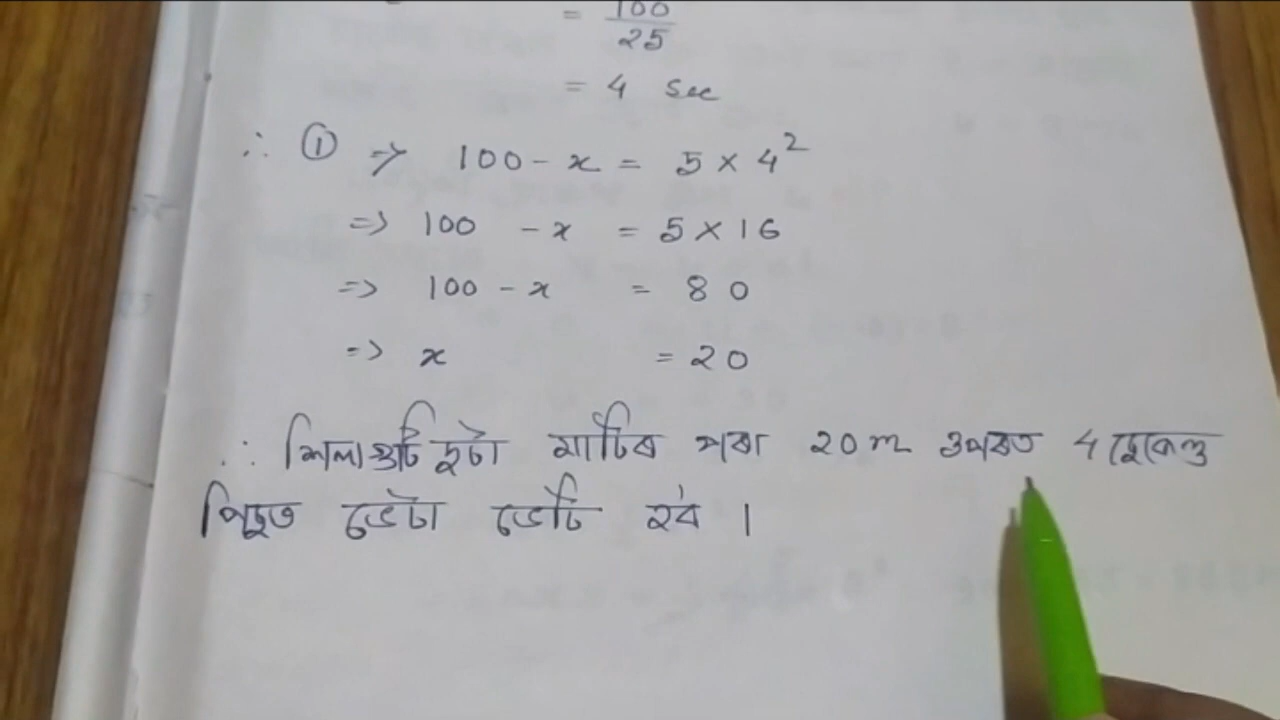 = 100/25
= 4 sec
∴ ① => 100 - x = 5 × 4²
=> 100 - x = 5 × 16
=> 100 - x = 80
=> x = 20
∴ শিলগুটি দুটা মাটিৰ পৰা 20m ওপৰত 4 ছেকেণ্ড
পিছত ভেটা ভেটি হ'ব ।